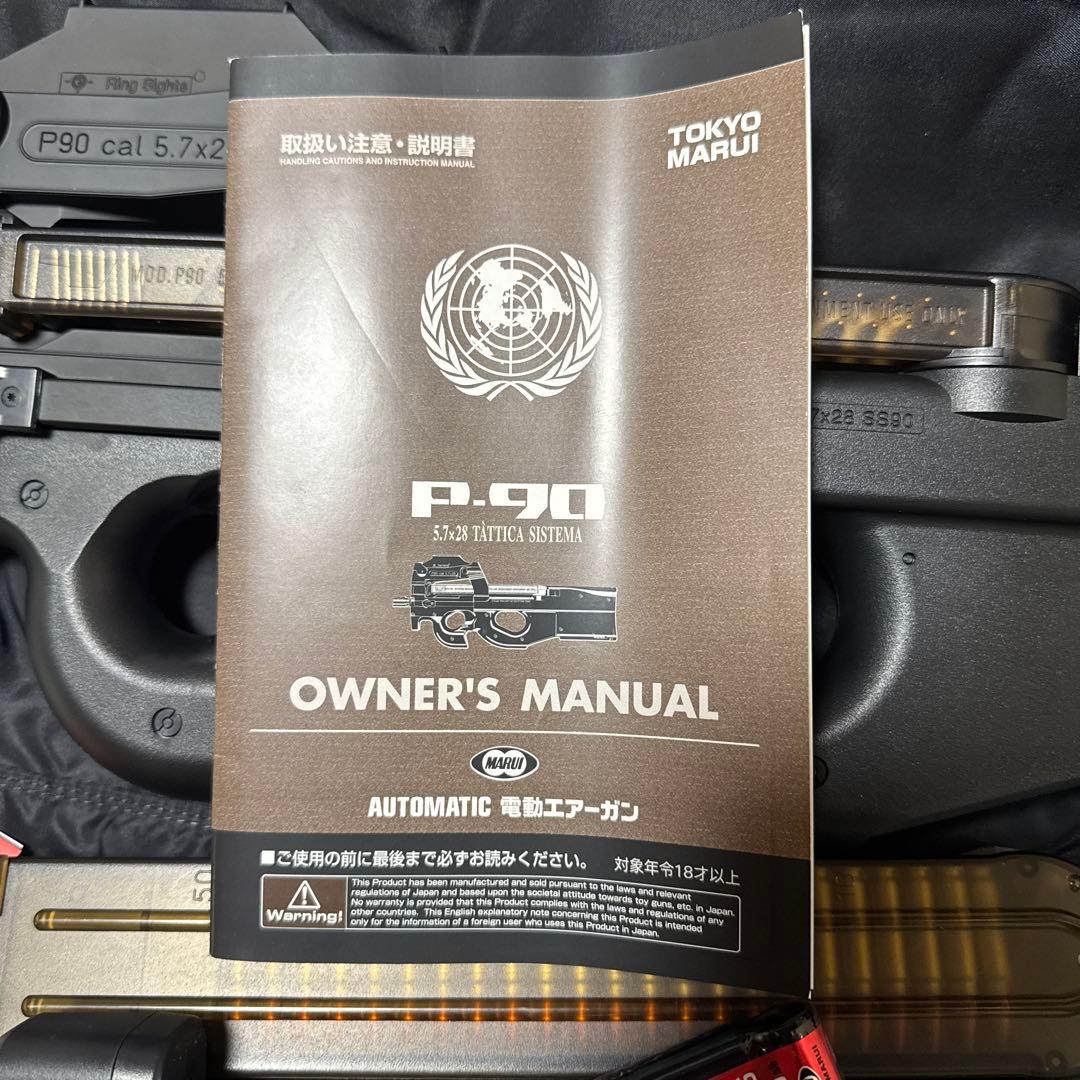 Ring Sights
P90 cal 5.7x2
MOD.P90 5
取扱い注意・説明書
HANDLING CAUTIONS AND INSTRUCTION MANUAL
TOKYO
MARUI
NMENT USE ONLY
7x28 SS90
P-90
5.7×28 TÀTTICA SISTEMA
OWNER'S MANUAL
MARUI
AUTOMATIC 電動エアーガン
■ご使用の前に最後まで必ずお読みください。 対象年令18才以上
Warning!
This Product has been manufactured and sold pursuant to the laws and relevant
regulations of Japan and based upon the societal attitude towards toy guns, etc. in Japan.
No warranty is provided that this Product complies with the laws and regulations of any
other countries. This English explanatory note concerning this Product is intended
only for the information of a foreign user who uses this Product in Japan.
50
MARUI